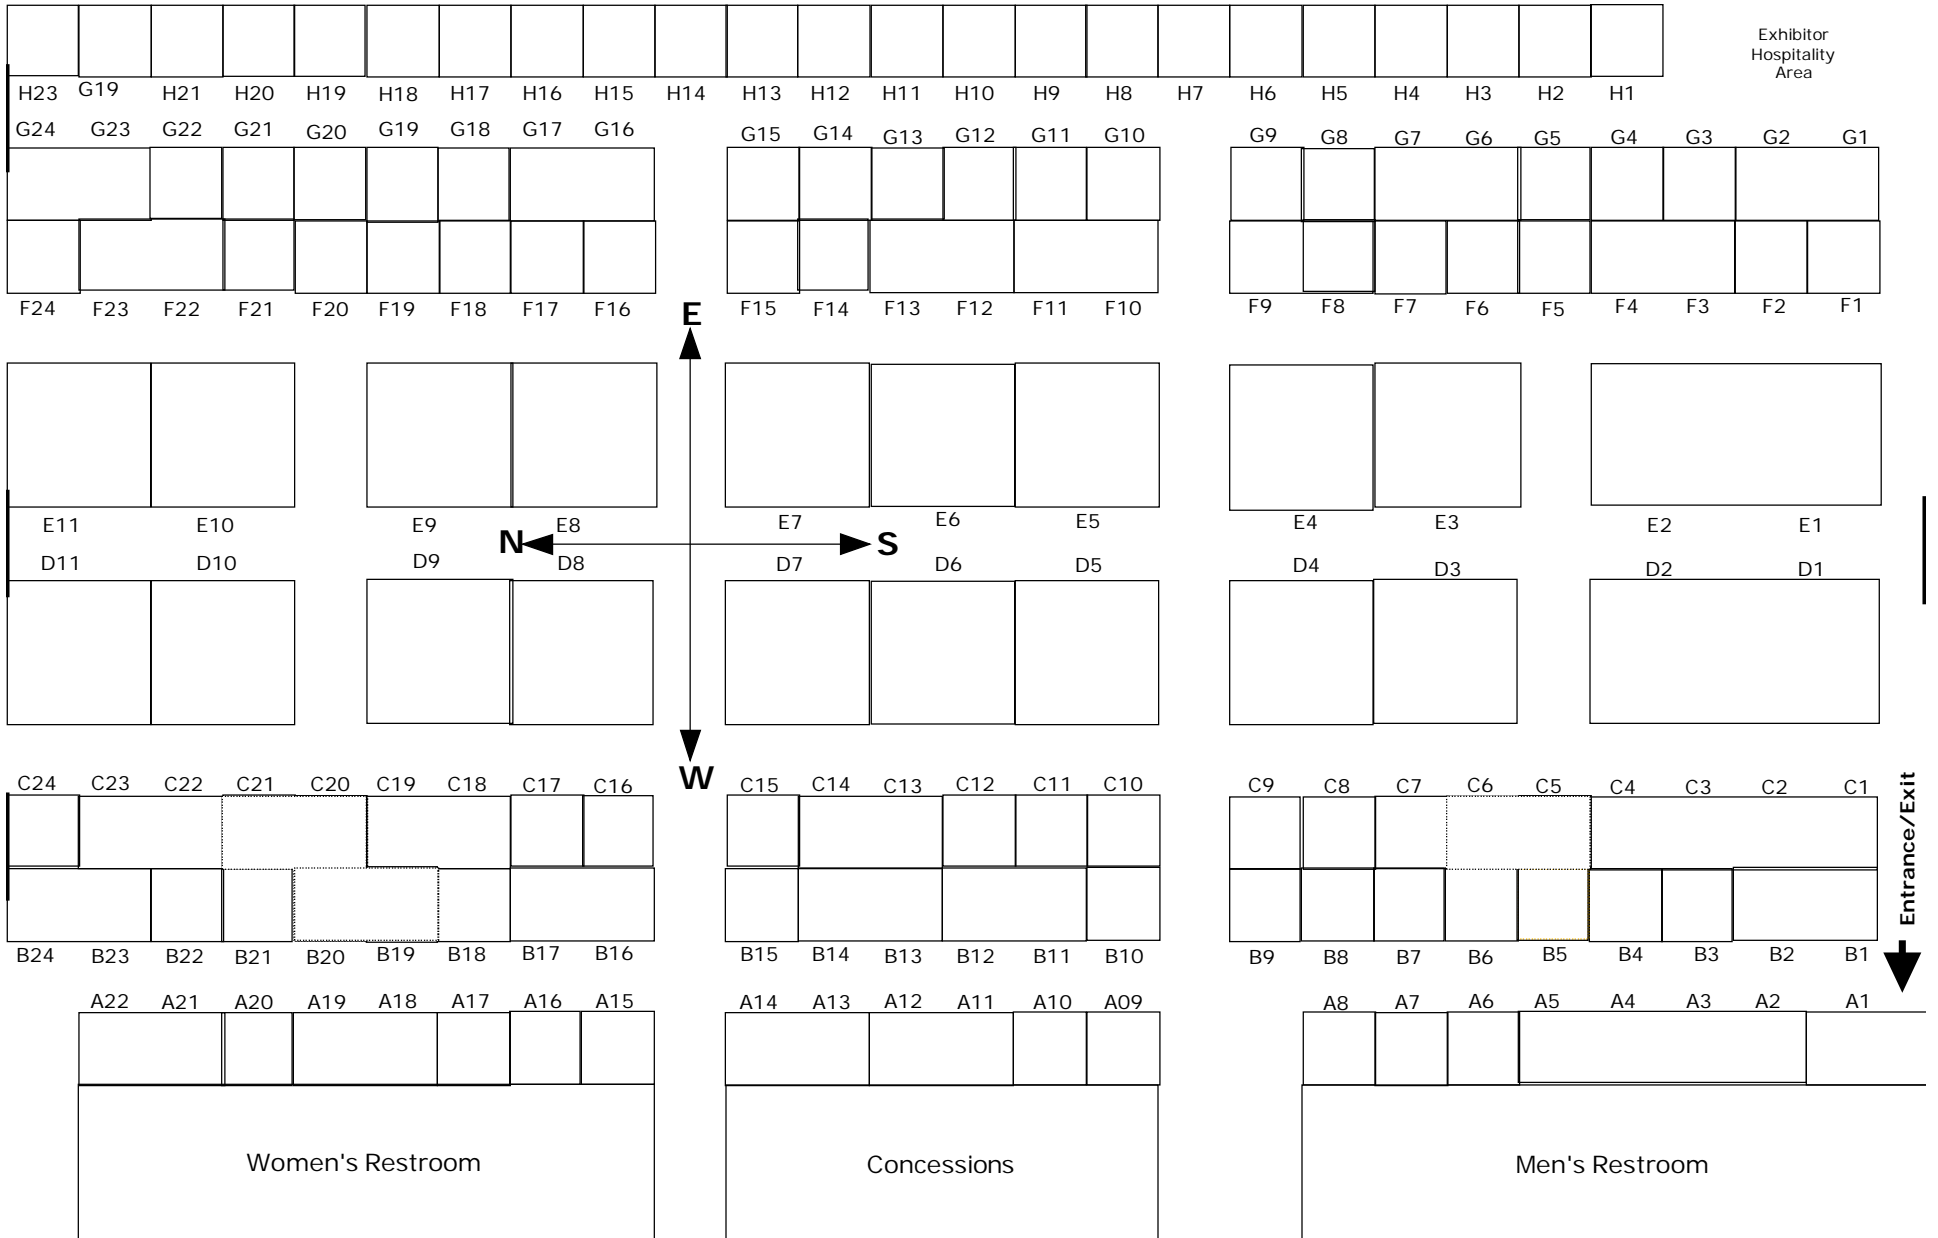 Exhibitor
Hospitality
Area
H23 G19 H21 H20 H19 H18 H17 H16 H15 H14 H13 H12 H11 H10 H9 H8 H7 H6 H5 H4 H3 H2 H1
G24 G23 G22 G21 G20 G19 G18 G17 G16 G15 G14 G13 G12 G11 G10 G9 G8 G7 G6 G5 G4 G3 G2 G1
F24 F23 F22 F21 F20 F19 F18 F17 F16 F15 F14 F13 F12 F11 F10 F9 F8 F7 F6 F5 F4 F3 F2 F1
E
E11 E10 E9 E8 E7 E6 E5 E4 E3 E2 E1
N S
D11 D10 D9 D8 D7 D6 D5 D4 D3 D2 D1
W
C24 C23 C22 C21 C20 C19 C18 C17 C16 C15 C14 C13 C12 C11 C10 C9 C8 C7 C6 C5 C4 C3 C2 C1
Entrance/Exit
B24 B23 B22 B21 B20 B19 B18 B17 B16 B15 B14 B13 B12 B11 B10 B9 B8 B7 B6 B5 B4 B3 B2 B1
A22 A21 A20 A19 A18 A17 A16 A15 A14 A13 A12 A11 A10 A09 A8 A7 A6 A5 A4 A3 A2 A1
Women's Restroom
Concessions
Men's Restroom